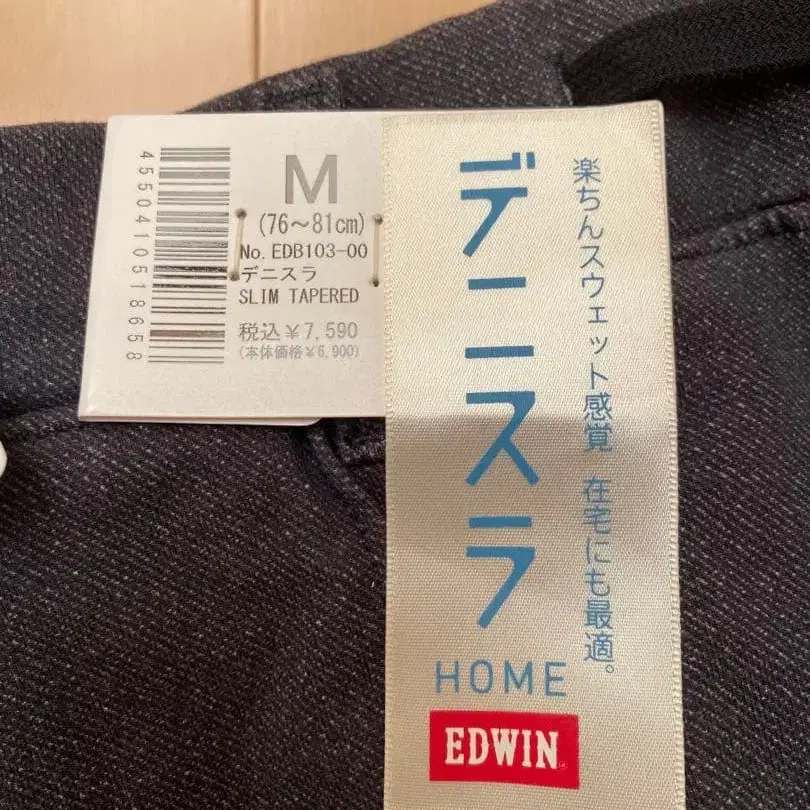 4550410518658
M
(76～81cm)
No. EDB103-00
デニスラ
SLIM TAPERED
税込￥7,590
(本体価格￥6,900)
デニスラ
楽ちんスウェット感覚 在宅にも最適。
HOME
EDWIN